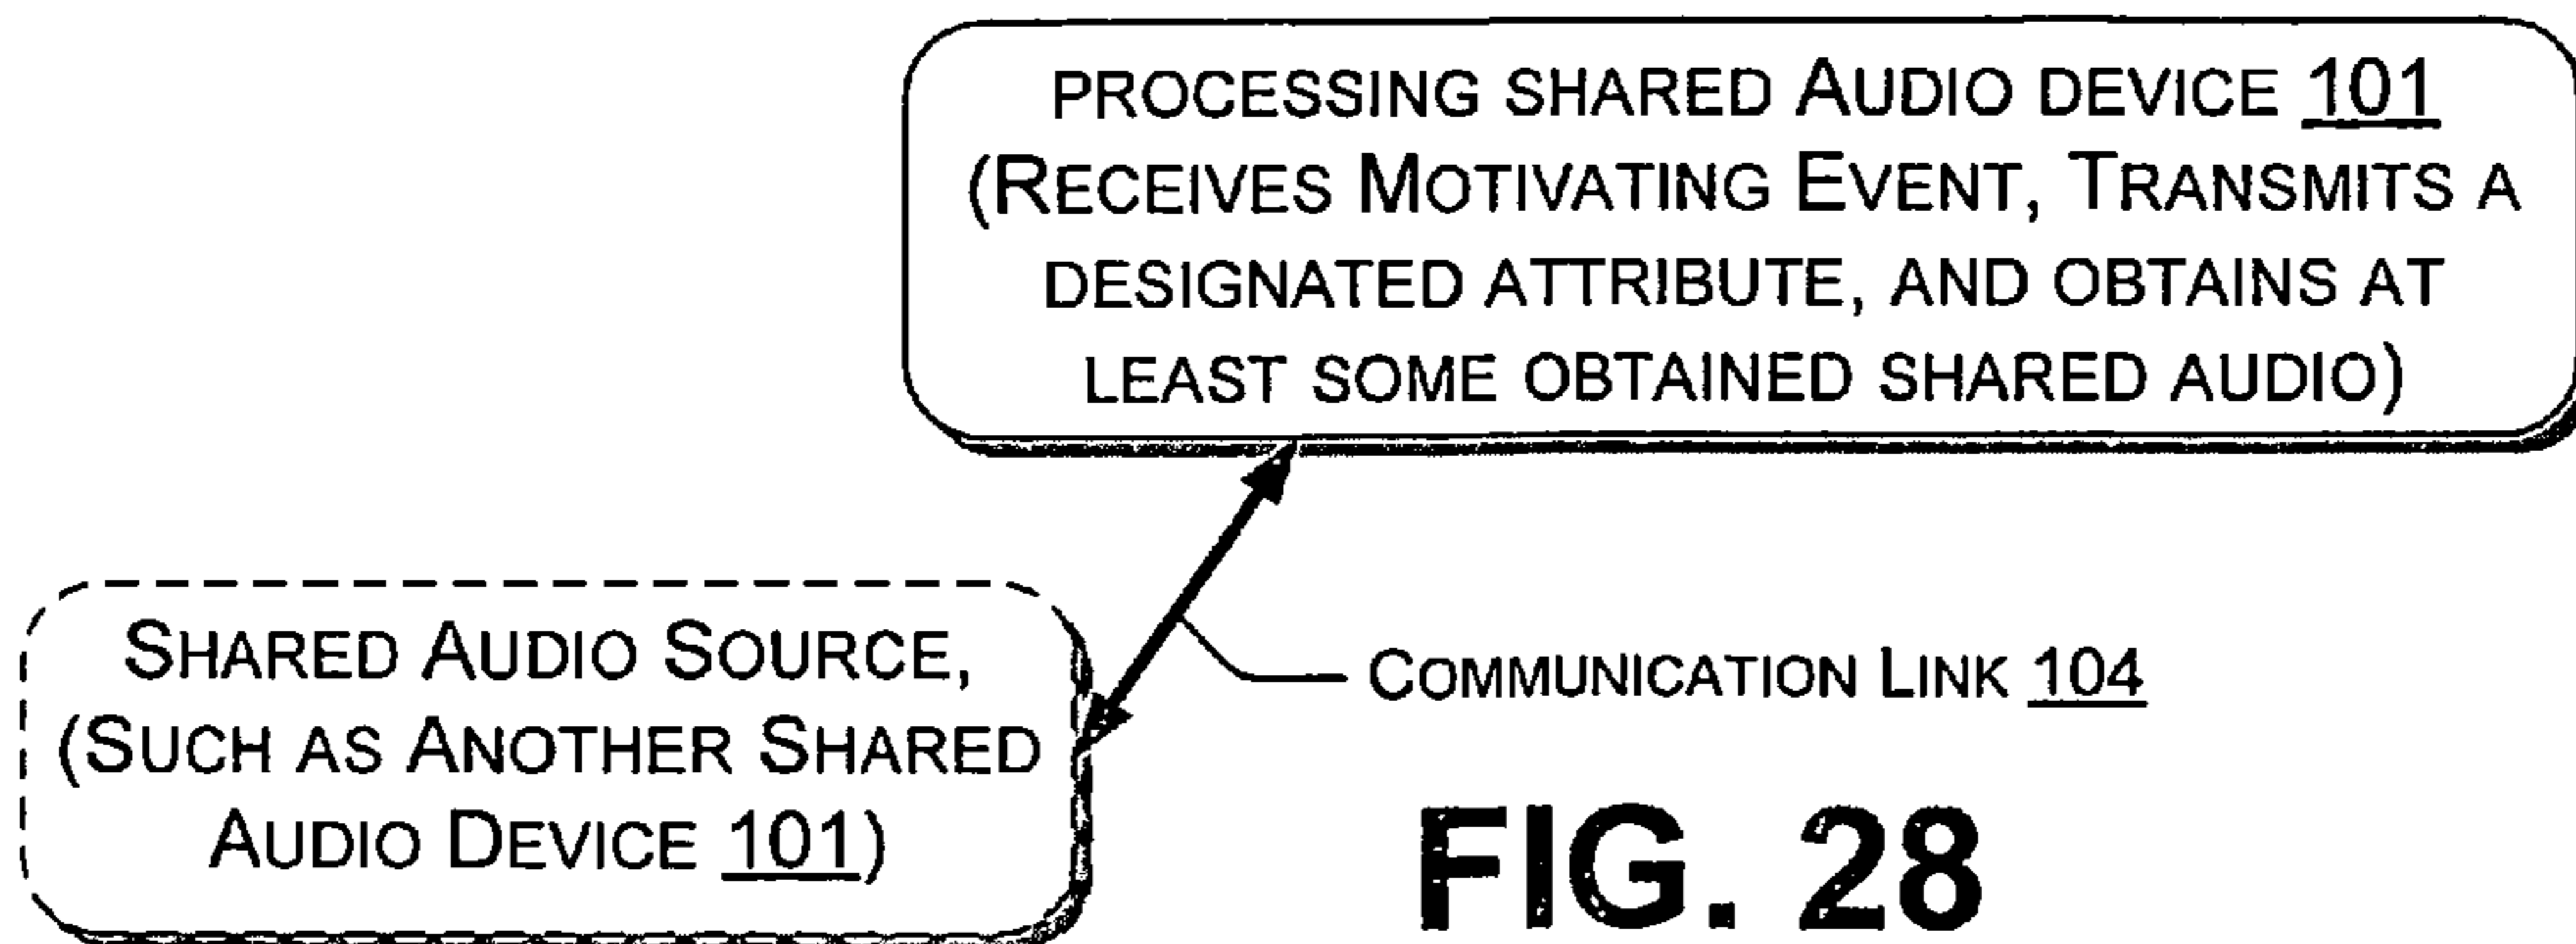 PROCESSING SHARED AUDIO DEVICE 101
(RECEIVES MOTIVATING EVENT, TRANSMITS A
DESIGNATED ATTRIBUTE, AND OBTAINS AT
LEAST SOME OBTAINED SHARED AUDIO)
SHARED AUDIO SOURCE,
(SUCH AS ANOTHER SHARED
AUDIO DEVICE 101)
COMMUNICATION LINK 104
FIG. 28